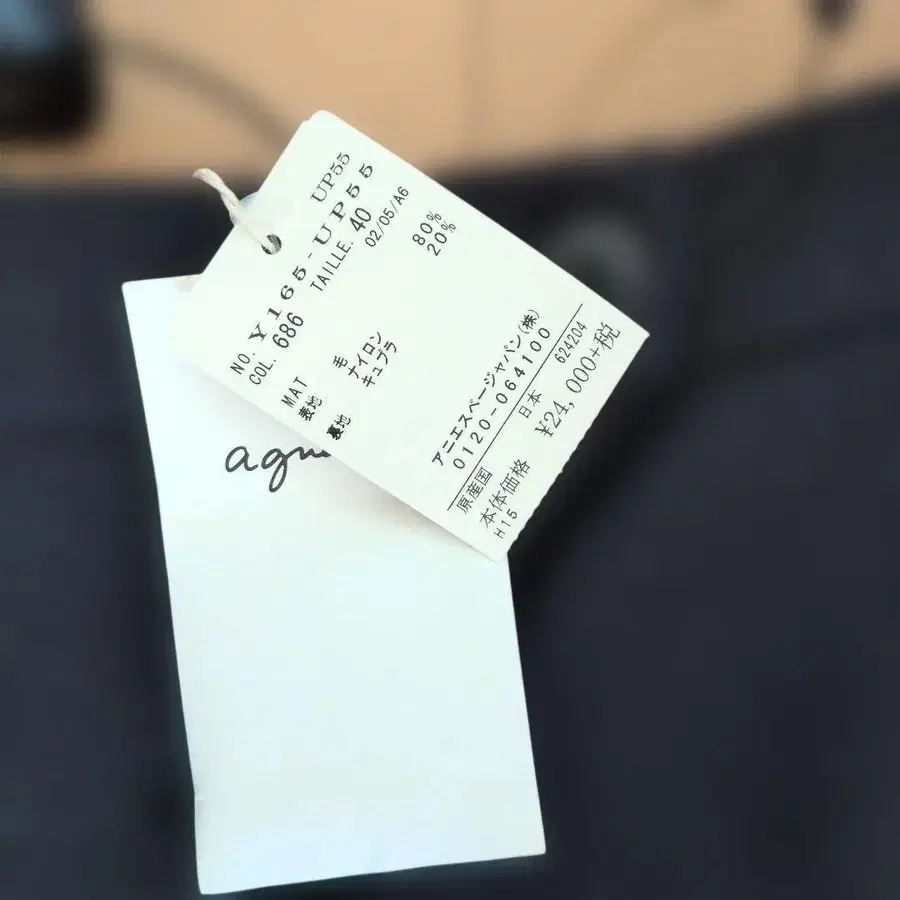 UP55
NO. Y165-UP55
COL. 686 TAILLE. 40
02/05/A6
MAT
表地 毛 80%
ナイロン 20%
裏地 キュプラ
アニエスベージャパン(株)
0120-064100
原産国 日本 624204
本体価格 ¥24,000+税
H15
agn